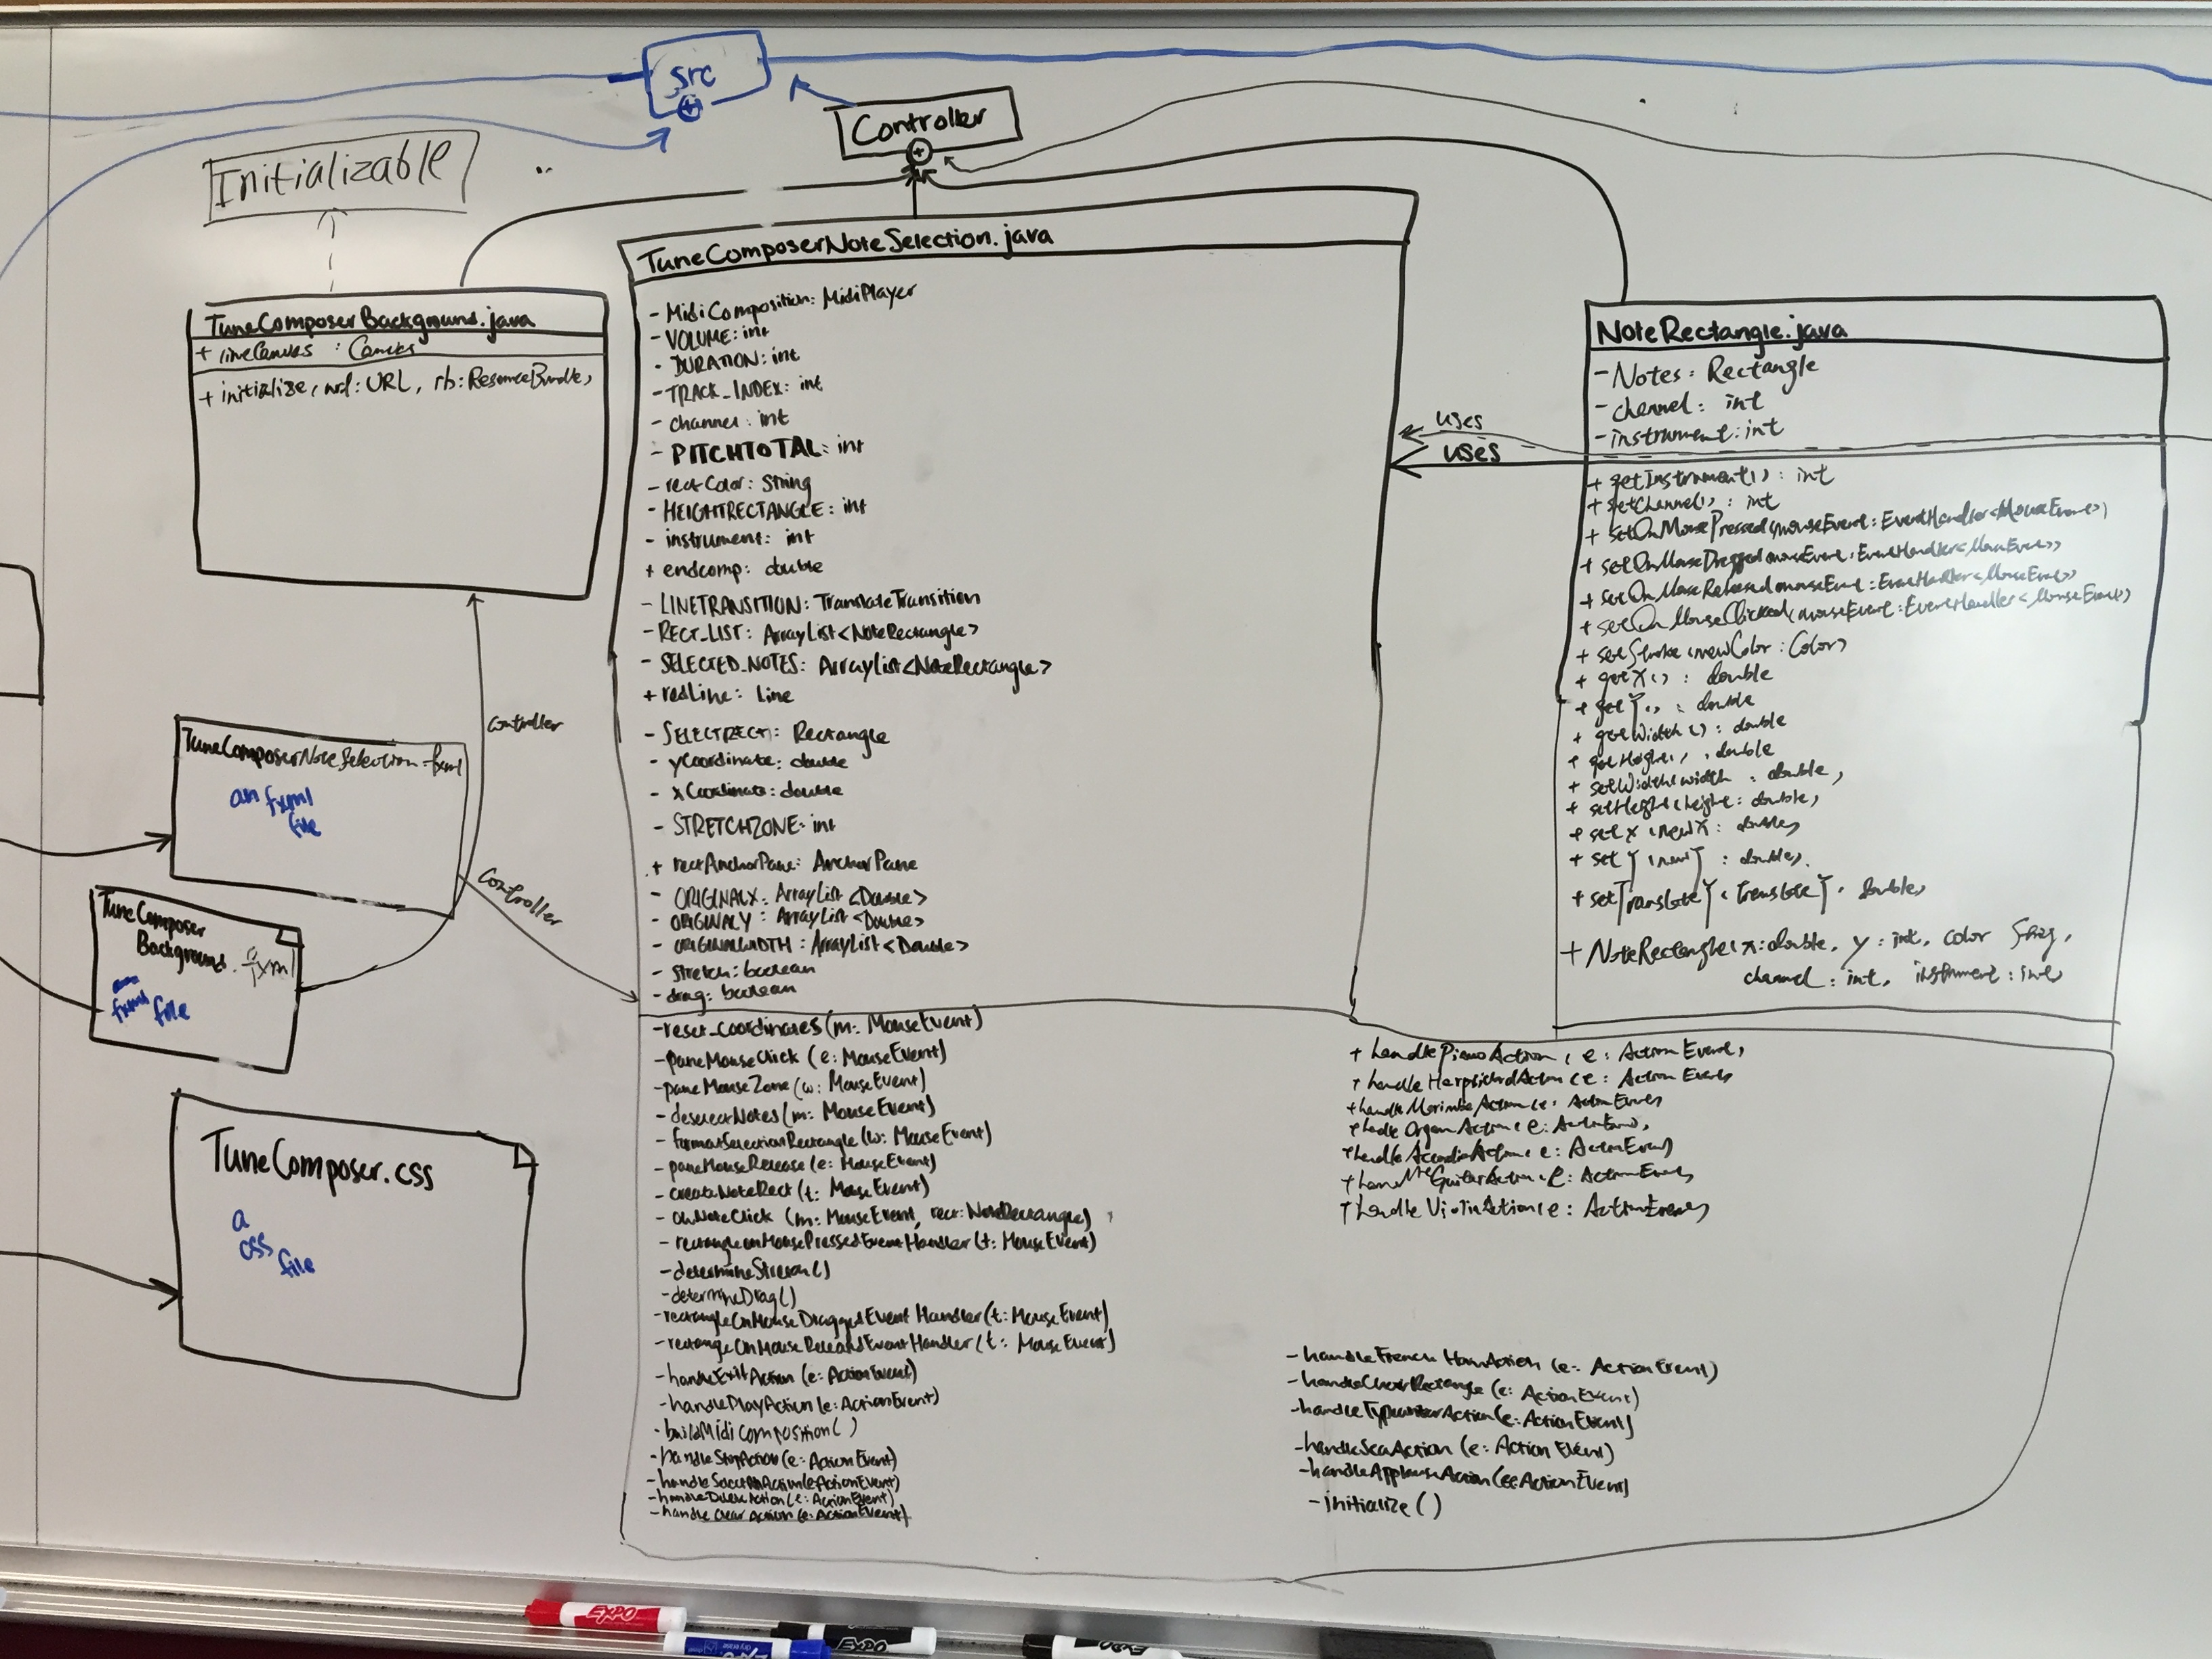 src
Controller
Initializable
TuneComposerBackground.java
+ lineCanvas : Canvas
+ initialize(url: URL, rb: ResourceBundle)
TuneComposerNoteSelection.fxml
an fxml
file
TuneComposer
Background.fxml
fxml file
TuneComposer.css
a
css
file
Controller
Controller
TuneComposerNoteSelection.java
- MidiComposition: MidiPlayer
- VOLUME: int
- DURATION: int
- TRACK_INDEX: int
- channel: int
- PITCHTOTAL: int
- rectColor: String
- HEIGHTRECTANGLE: int
- instrument: int
+ endcomp: double
- LINETRANSITION: TranslateTransition
- RECT_LIST: ArrayList<NoteRectangle>
- SELECTED_NOTES: ArrayList<NoteRectangle>
+ redLine: Line
- SELECTRECT: Rectangle
- yCoordinate: double
- xCoordinate: double
- STRETCHZONE: int
+ rectAnchorPane: AnchorPane
- ORIGINALX: ArrayList<Double>
- ORIGINALY: ArrayList<Double>
- ORIGINALWIDTH: ArrayList<Double>
- stretch: boolean
- drag: boolean
- reset_coordinates(m: MouseEvent)
- paneMouseClick (e: MouseEvent)
- paneMouseZone(w: MouseEvent)
- deselectNotes(m: MouseEvent)
- formatSelectionRectangle(w: MouseEvent)
- paneMouseRelease(e: MouseEvent)
- createNoteRect(t: MouseEvent)
- onNoteClick (m: MouseEvent, rect: NoteRectangle)
- rectangleonMousePressedEventHandler(t: MouseEvent)
- determineStretch()
- determineDrag()
- rectangleOnMouseDraggedEventHandler(t: MouseEvent)
- rectangeOnMouseReleasedEventHandler(t: MouseEvent)
- handleExitAction (e: ActionEvent)
- handlePlayAction(e: ActionEvent)
- buildMidiComposition()
- handleStopAction(e: ActionEvent)
- handleSelectAllAction(e: ActionEvent)
- handleDeleteAction(e: ActionEvent)
- handleClearAction(e: ActionEvent)
+ handlePianoAction(e: ActionEvent)
+ handleHarpsichordAction(e: ActionEvent)
+ handleMarimbaAction(e: ActionEvent)
+ handleOrganAction(e: ActionEvent)
+ handleAccordionAction(e: ActionEvent)
+ handleGuitarAction(e: ActionEvent)
+ handleViolinAction(e: ActionEvent)
- handleFrenchHornAction (e: ActionEvent)
(e: ActionEvent)
- handleTypewriterAction(e: ActionEvent)
- handleSeaAction (e: ActionEvent)
- handleApplauseAction(e: ActionEvent)
- initialize()
uses
uses
NoteRectangle.java
- Notes: Rectangle
- channel: int
- instrument: int
+ getInstrument(): int
+ getChannel(): int
+ setOnMousePressed(mouseEvent: EventHandler<MouseEvent>)
+ setOnMouseDragged(mouseEvent: EventHandler<MouseEvent>)
+ setOnMouseReleased(mouseEvent: EventHandler<MouseEvent>)
+ setOnMouseClicked(mouseEvent: EventHandler<MouseEvent>)
+ setStroke(newColor: Color)
+ getX(): double
+ getY(): double
+ getWidth(): double
+ getHeight(): double
+ setWidth(width: double)
+ setHeight(height: double)
+ setX(newX: double)
+ setY(newY: double)
+ setTranslateY(translateY: double)
+ NoteRectangle(x: double, y: int, color String,
channel: int, instrument: int
EXPO
EXPO
EXPO
EXPO